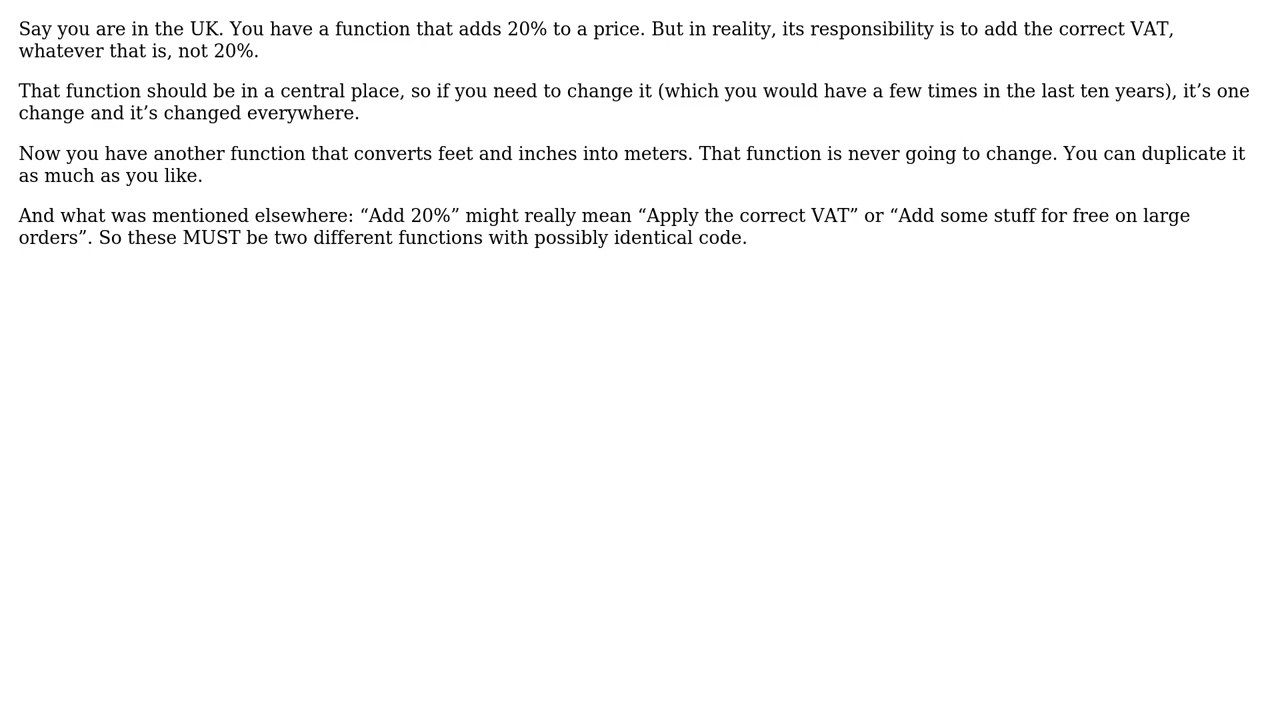 Say you are in the UK. You have a function that adds 20% to a price. But in reality, its responsibility is to add the correct VAT,
whatever that is, not 20%.
That function should be in a central place, so if you need to change it (which you would have a few times in the last ten years), it’s one
change and it’s changed everywhere.
Now you have another function that converts feet and inches into meters. That function is never going to change. You can duplicate it
as much as you like.
And what was mentioned elsewhere: “Add 20%” might really mean “Apply the correct VAT” or “Add some stuff for free on large
orders”. So these MUST be two different functions with possibly identical code.